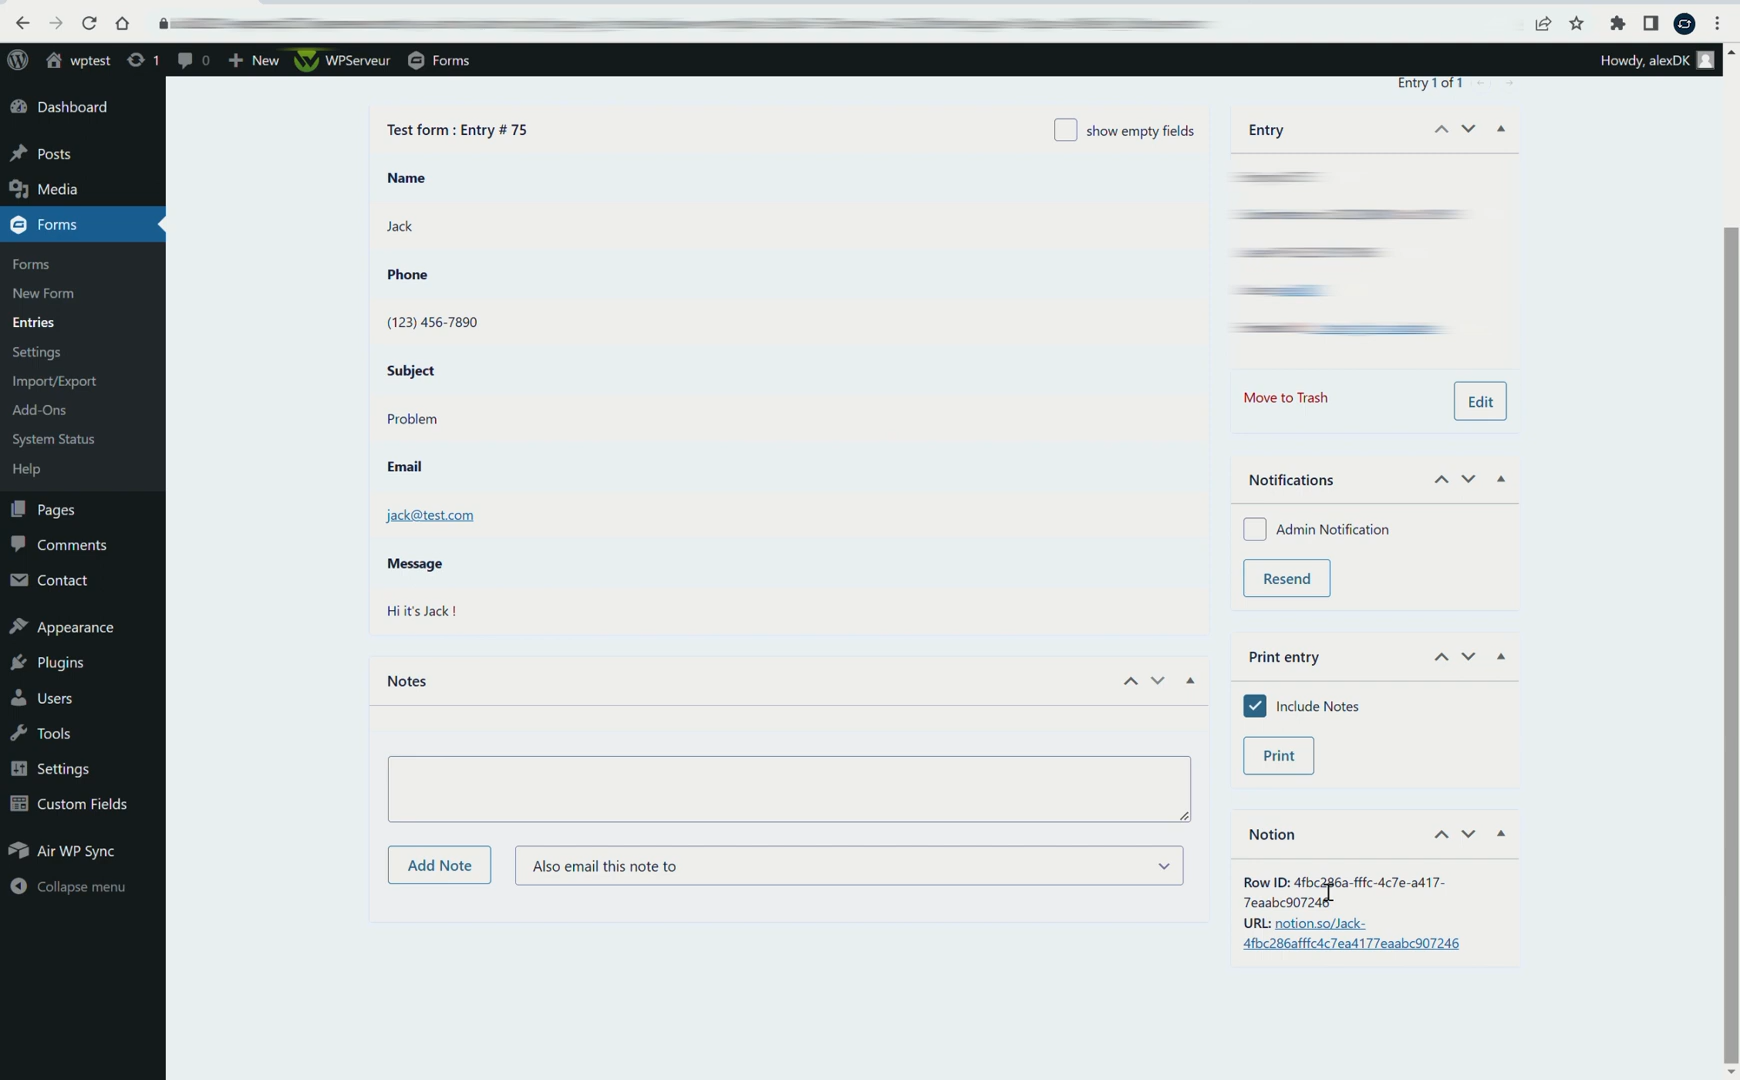 wptest
1
0
New
WPServeur
Forms
Howdy, alexDK
Entry 1 of 1
Dashboard
Posts
Media
Forms
Forms
New Form
Entries
Settings
Import/Export
Add-Ons
System Status
Help
Pages
Comments
Contact
Appearance
Plugins
Users
Tools
Settings
Custom Fields
Air WP Sync
Collapse menu
Test form : Entry # 75
show empty fields
Name
Jack
Phone
(123) 456-7890
Subject
Problem
Email
jack@test.com
Message
Hi it's Jack !
Notes
Add Note
Also email this note to
Entry
Move to Trash
Edit
Notifications
Admin Notification
Resend
Print entry
Include Notes
Print
Notion
Row ID: 4fbc286a-fffc-4c7e-a417-
7eaabc907246
URL: notion.so/Jack-
4fbc286afffc4c7ea4177eaabc907246